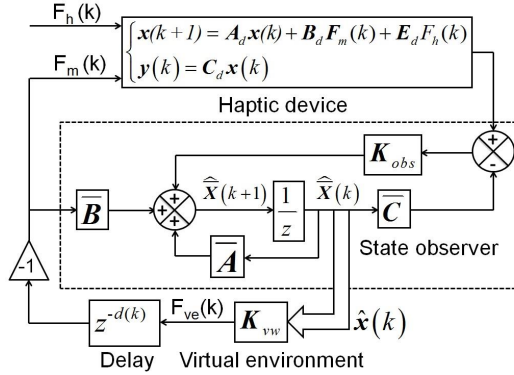 F_h(k)
x(k+1) = A_d x(k) + B_d F_m(k) + E_d F_h(k)
y(k) = C_d x(k)
F_m(k)
Haptic device
+
-
K_obs
+
+
+
B̅
X̿̂(k+1)
1/z
X̿̂(k)
C̅
A̅
State observer
-1
z^{-d(k)}
F_ve(k)
K_vw
x̂(k)
Delay
Virtual environment